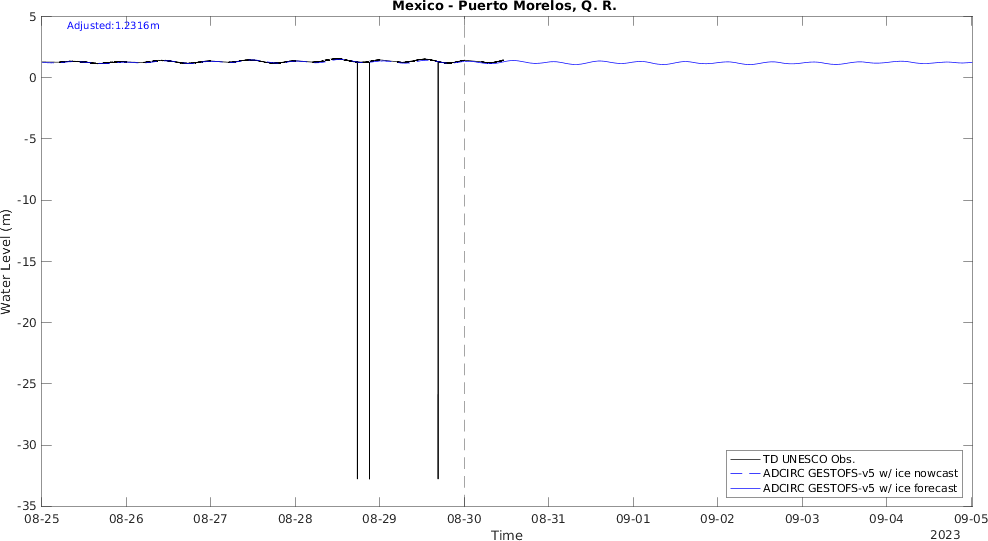 Mexico - Puerto Morelos, Q. R.
Adjusted:1.2316m
5
0
-5
-10
-15
-20
-25
-30
-35
Water Level (m)
TD UNESCO Obs.
ADCIRC GESTOFS-v5 w/ ice nowcast
ADCIRC GESTOFS-v5 w/ ice forecast
08-25 08-26 08-27 08-28 08-29 08-30 08-31 09-01 09-02 09-03 09-04 09-05
Time
2023